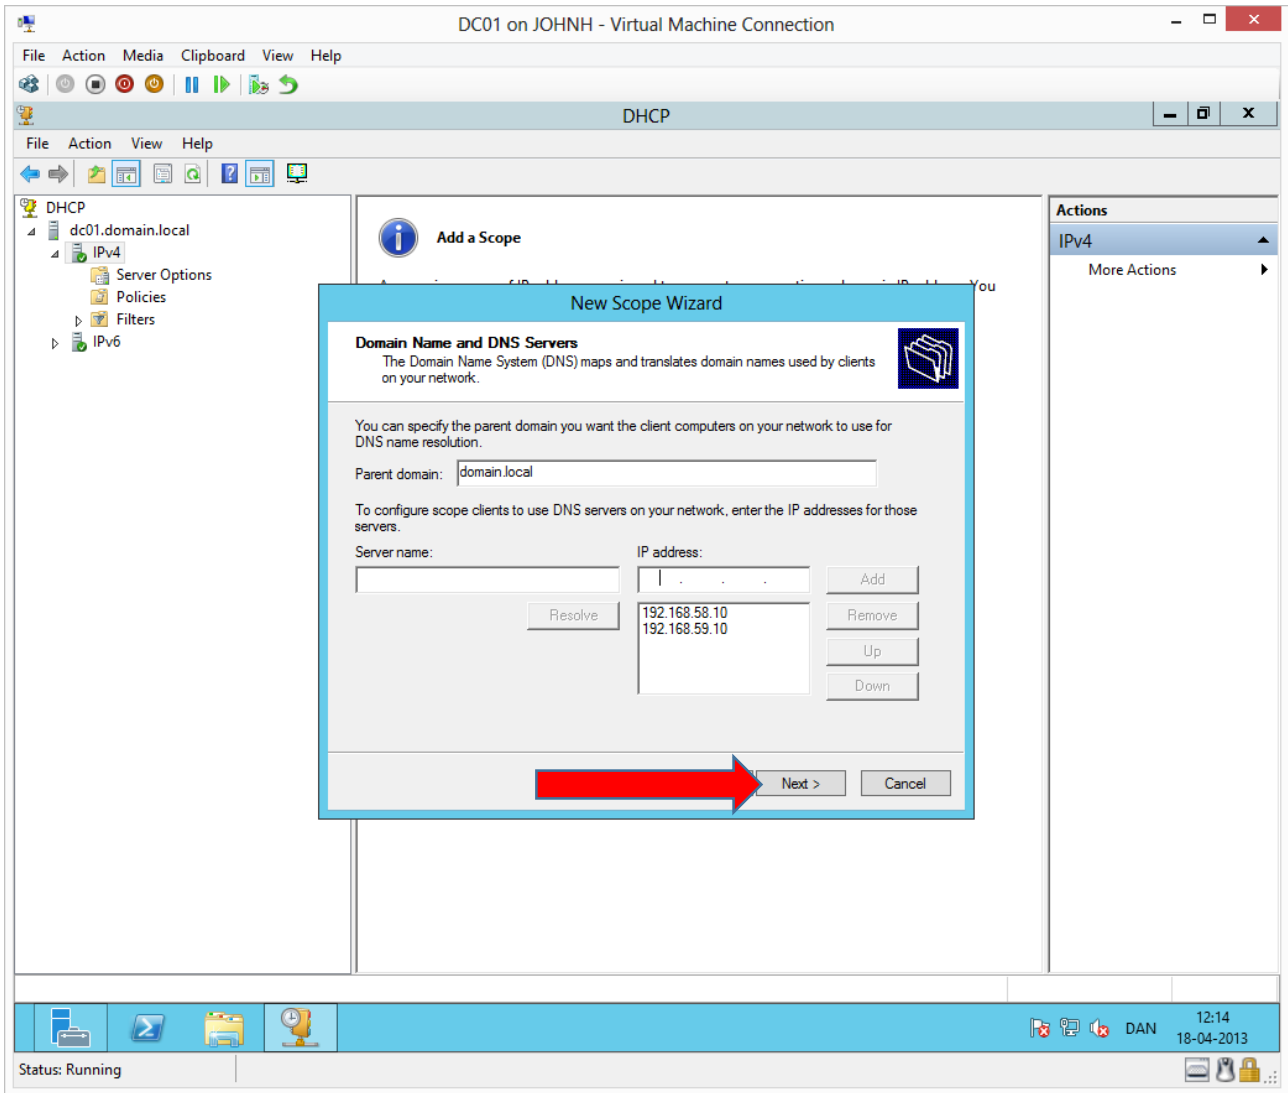 DC01 on JOHNH - Virtual Machine Connection
File Action Media Clipboard View Help
DHCP
File Action View Help
DHCP
dc01.domain.local
IPv4
Server Options
Policies
Filters
IPv6
Add a Scope
You
Actions
IPv4
More Actions
New Scope Wizard
Domain Name and DNS Servers
The Domain Name System (DNS) maps and translates domain names used by clients
on your network.
You can specify the parent domain you want the client computers on your network to use for
DNS name resolution.
Parent domain: domain.local
To configure scope clients to use DNS servers on your network, enter the IP addresses for those
servers.
Server name: IP address:
. . .
Add
Resolve
192.168.58.10
192.168.59.10
Remove
Up
Down
Next > Cancel
DAN
12:14
18-04-2013
Status: Running